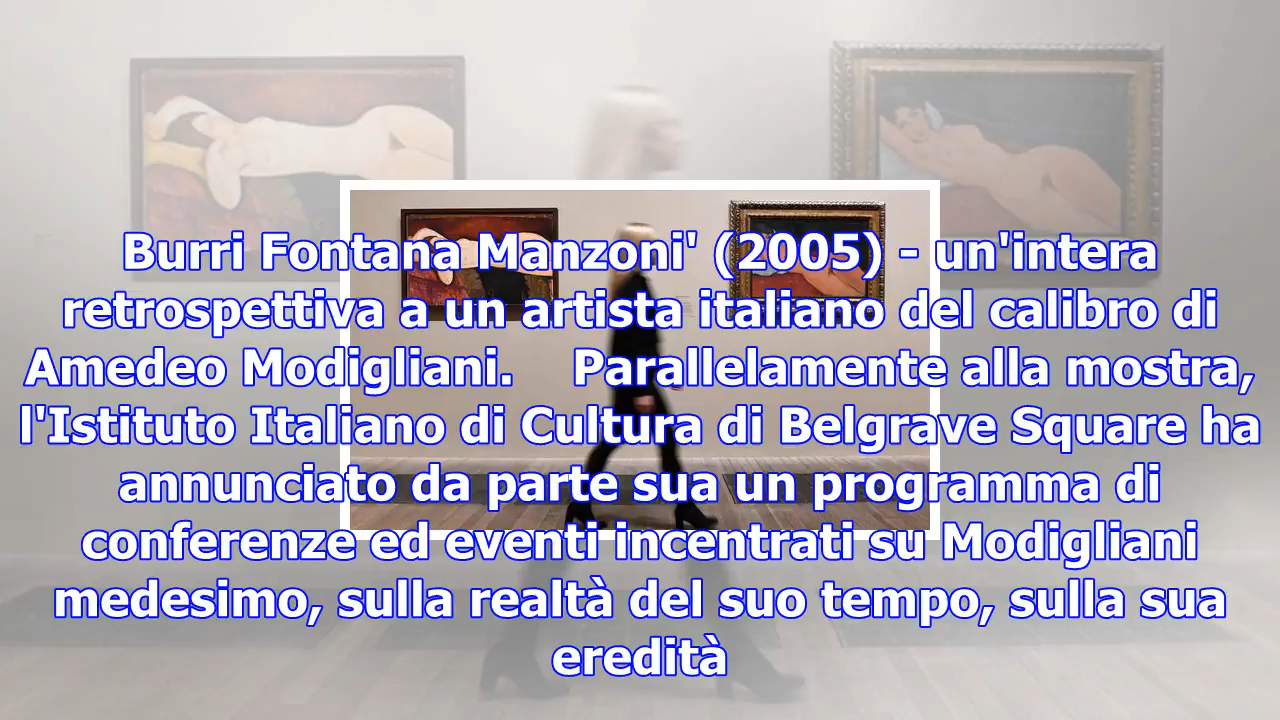 Burri Fontana Manzoni' (2005) - un'intera
retrospettiva a un artista italiano del calibro di
Amedeo Modigliani.    Parallelamente alla mostra,
l'Istituto Italiano di Cultura di Belgrave Square ha
annunciato da parte sua un programma di
conferenze ed eventi incentrati su Modigliani
medesimo, sulla realtà del suo tempo, sulla sua
eredità